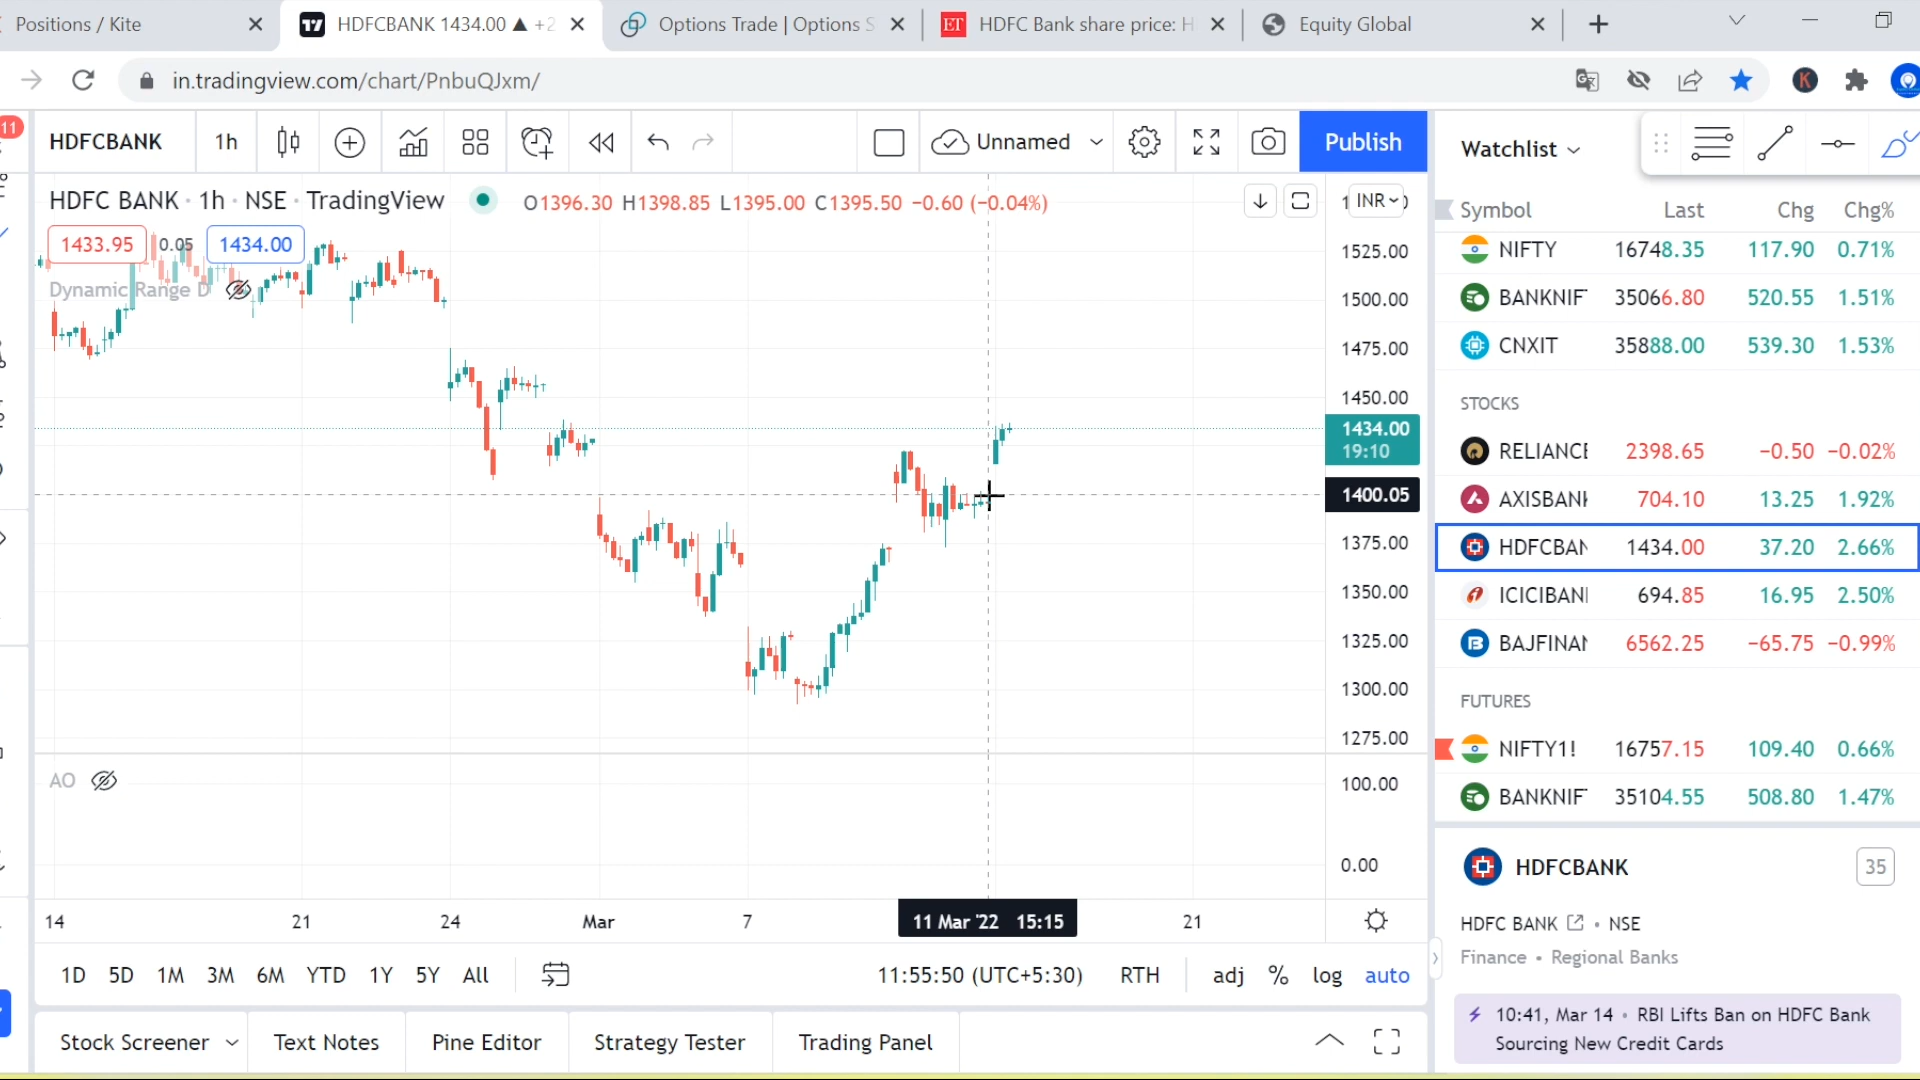 Positions / Kite
HDFCBANK 1434.00 ▲ +2
Options Trade | Options S
ET HDFC Bank share price: H
Equity Global
in.tradingview.com/chart/PnbuQJxm/
K
11
HDFCBANK 1h
Unnamed
Publish
Watchlist
HDFC BANK · 1h · NSE · TradingView
O1396.30 H1398.85 L1395.00 C1395.50 −0.60 (−0.04%)
INR
1433.95 0.05 1434.00
Dynamic Range D
1525.00
1500.00
1475.00
1450.00
1434.00
19:10
1400.05
1375.00
1350.00
1325.00
1300.00
1275.00
AO
100.00
0.00
14 21 24 Mar 7 11 Mar '22 15:15 21
1D 5D 1M 3M 6M YTD 1Y 5Y All
11:55:50 (UTC+5:30) RTH adj % log auto
Stock Screener Text Notes Pine Editor Strategy Tester Trading Panel
Symbol Last Chg Chg%
NIFTY 16748.35 117.90 0.71%
BANKNIF 35066.80 520.55 1.51%
CNXIT 35888.00 539.30 1.53%
STOCKS
RELIANCE 2398.65 −0.50 −0.02%
AXISBANK 704.10 13.25 1.92%
HDFCBAN 1434.00 37.20 2.66%
ICICIBANI 694.85 16.95 2.50%
BAJFINAN 6562.25 −65.75 −0.99%
FUTURES
NIFTY1! 16757.15 109.40 0.66%
BANKNIF 35104.55 508.80 1.47%
HDFCBANK 35
HDFC BANK • NSE
Finance • Regional Banks
10:41, Mar 14 • RBI Lifts Ban on HDFC Bank
Sourcing New Credit Cards